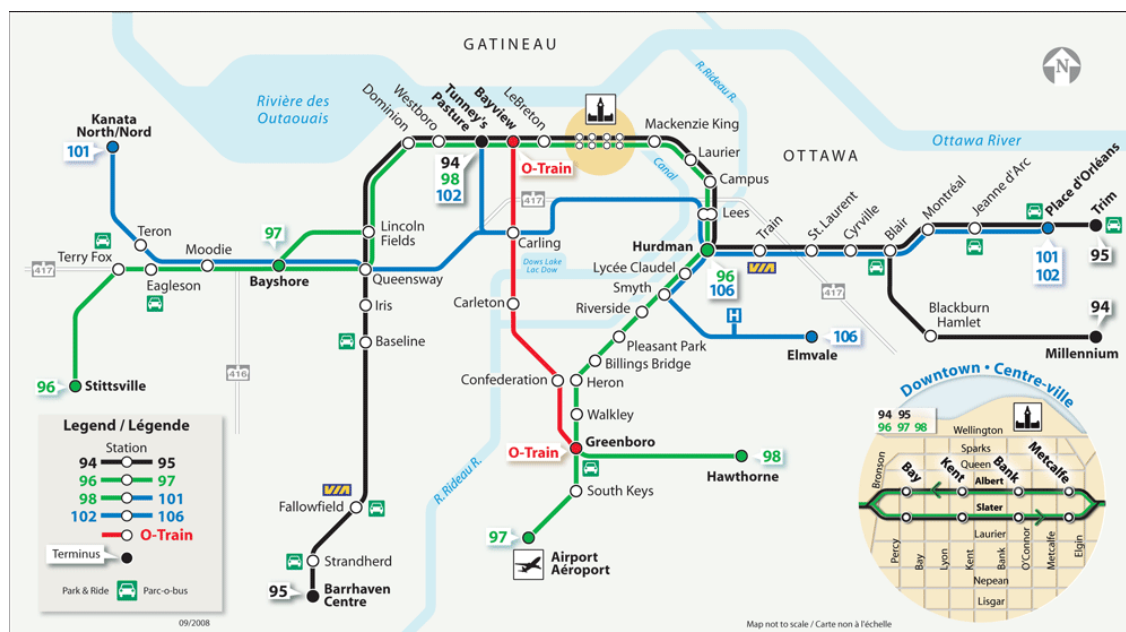 GATINEAU
N
Rivière des
Outaouais
R. Rideau R.
Ottawa River
OTTAWA
Canal
Kanata
North/Nord
101
Teron
Terry Fox
417
Eagleson
Moodie
97
Bayshore
416
96
Stittsville
Dominion
Westboro
Tunney's
Pasture
Bayview
LeBreton
94
98
102
O-Train
417
Mackenzie King
Laurier
Campus
Lees
Lincoln
Fields
Queensway
Iris
Baseline
Carling
Dows Lake
Lac Dow
Carleton
Confederation
Hurdman
96
106
Lycée Claudel
Smyth
Riverside
Pleasant Park
Billings Bridge
Heron
Walkley
Greenboro
O-Train
South Keys
98
Hawthorne
97
Airport
Aéroport
R. Rideau R.
H
106
Elmvale
Train
VIA
St. Laurent
Cyrville
Blair
417
Montréal
Jeanne d'Arc
Place d'Orléans
101
102
Trim
95
Blackburn
Hamlet
94
Millennium
VIA
Fallowfield
Strandherd
95
Barrhaven
Centre
Legend / Légende
Station
94 95
96 97
98 101
102 106
O-Train
Terminus
Park & Ride Parc-o-bus
09/2008
Downtown • Centre-ville
94 95
96 97 98
Wellington
Sparks
Queen
Albert
Slater
Laurier
Nepean
Lisgar
Bronson
Bay
Kent
Bank
Metcalfe
Percy
Bay
Lyon
Kent
Bank
O'Connor
Metcalfe
Elgin
Map not to scale / Carte non à l'échelle